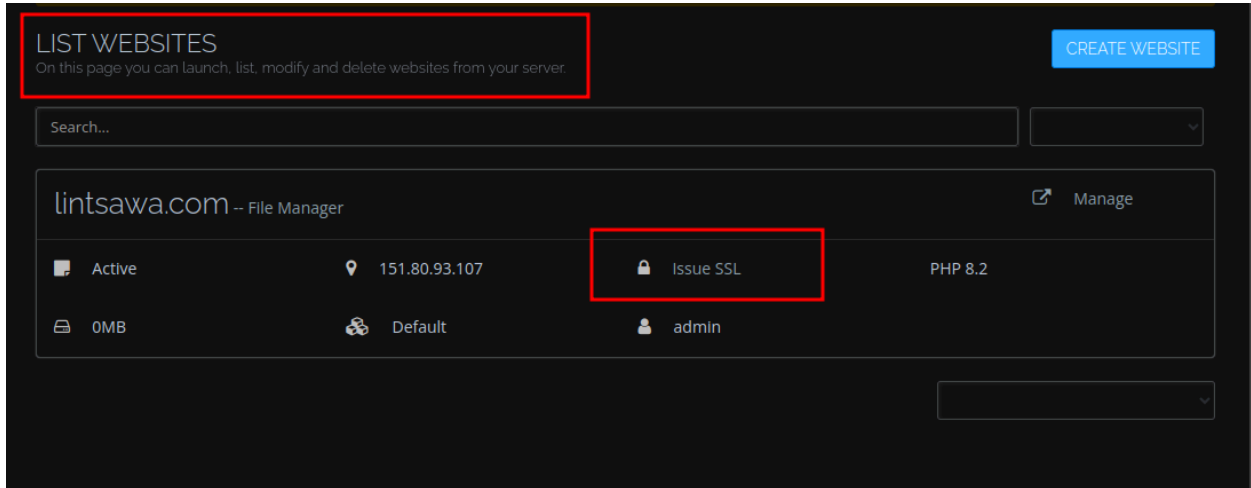 LIST WEBSITES
CREATE WEBSITE
On this page you can launch, list, modify and delete websites from your server.
Search...
lintsawa.com -- File Manager
Manage
Active
151.80.93.107
Issue SSL
PHP 8.2
0MB
Default
admin